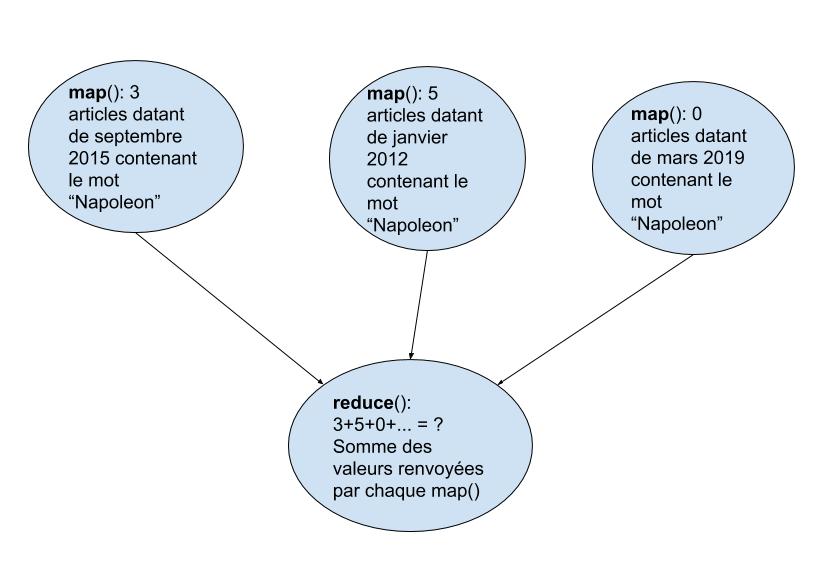 map(): 3
articles datant
de septembre
2015 contenant
le mot
“Napoleon”
map(): 5
articles datant
de janvier
2012
contenant le
mot
“Napoleon”
map(): 0
articles datant
de mars 2019
contenant le
mot
“Napoleon”
reduce():
3+5+0+... = ?
Somme des
valeurs renvoyées
par chaque map()